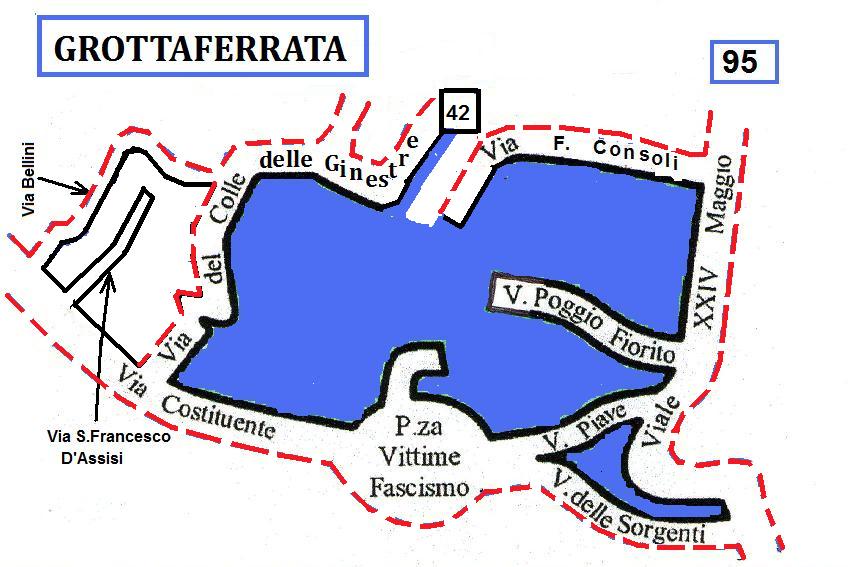 GROTTAFERRATA
95
42
delle Ginestre
Via F. Consoli
Via Bellini
Via del Colle
XXIV Maggio
V. Poggio Fiorito
Via Costituente
Viale
V. Piave
P.za
Vittime
Fascismo
Via S.Francesco
D'Assisi
V. delle Sorgenti